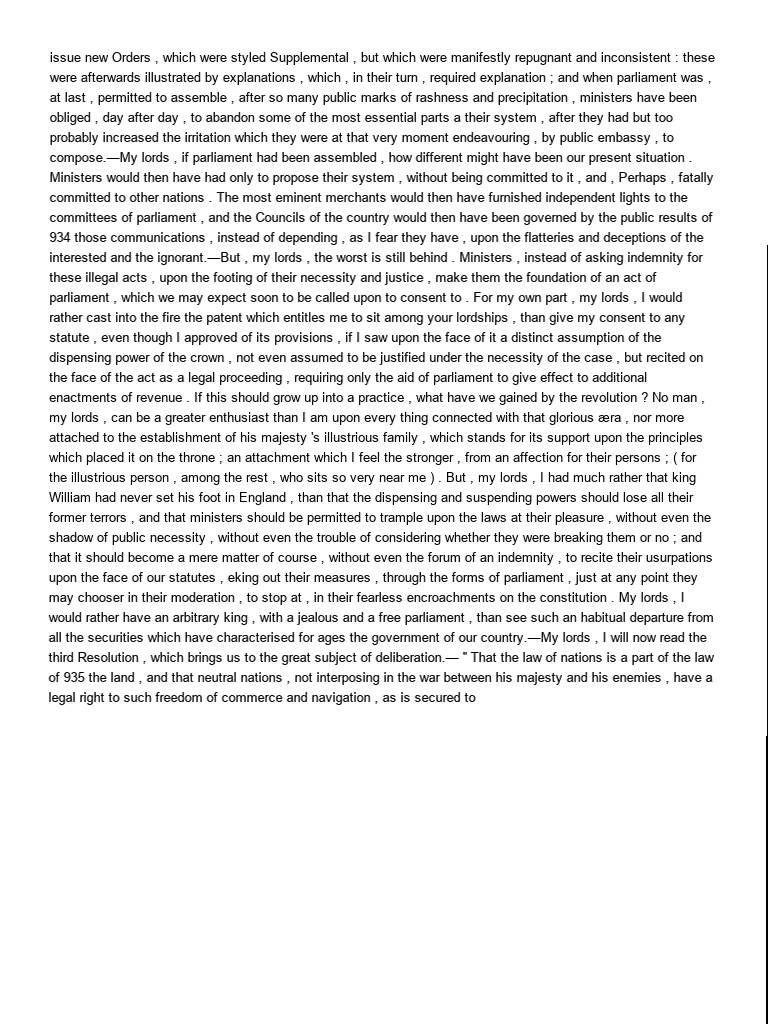 issue new Orders , which were styled Supplemental , but which were manifestly repugnant and inconsistent : these
were afterwards illustrated by explanations , which , in their turn , required explanation ; and when parliament was ,
at last , permitted to assemble , after so many public marks of rashness and precipitation , ministers have been
obliged , day after day , to abandon some of the most essential parts a their system , after they had but too
probably increased the irritation which they were at that very moment endeavouring , by public embassy , to
compose.—My lords , if parliament had been assembled , how different might have been our present situation .
Ministers would then have had only to propose their system , without being committed to it , and , Perhaps , fatally
committed to other nations . The most eminent merchants would then have furnished independent lights to the
committees of parliament , and the Councils of the country would then have been governed by the public results of
934 those communications , instead of depending , as I fear they have , upon the flatteries and deceptions of the
interested and the ignorant.—But , my lords , the worst is still behind . Ministers , instead of asking indemnity for
these illegal acts , upon the footing of their necessity and justice , make them the foundation of an act of
parliament , which we may expect soon to be called upon to consent to . For my own part , my lords , I would
rather cast into the fire the patent which entitles me to sit among your lordships , than give my consent to any
statute , even though I approved of its provisions , if I saw upon the face of it a distinct assumption of the
dispensing power of the crown , not even assumed to be justified under the necessity of the case , but recited on
the face of the act as a legal proceeding , requiring only the aid of parliament to give effect to additional
enactments of revenue . If this should grow up into a practice , what have we gained by the revolution ? No man ,
my lords , can be a greater enthusiast than I am upon every thing connected with that glorious æra , nor more
attached to the establishment of his majesty 's illustrious family , which stands for its support upon the principles
which placed it on the throne ; an attachment which I feel the stronger , from an affection for their persons ; ( for
the illustrious person , among the rest , who sits so very near me ) . But , my lords , I had much rather that king
William had never set his foot in England , than that the dispensing and suspending powers should lose all their
former terrors , and that ministers should be permitted to trample upon the laws at their pleasure , without even the
shadow of public necessity , without even the trouble of considering whether they were breaking them or no ; and
that it should become a mere matter of course , without even the forum of an indemnity , to recite their usurpations
upon the face of our statutes , eking out their measures , through the forms of parliament , just at any point they
may chooser in their moderation , to stop at , in their fearless encroachments on the constitution . My lords , I
would rather have an arbitrary king , with a jealous and a free parliament , than see such an habitual departure from
all the securities which have characterised for ages the government of our country.—My lords , I will now read the
third Resolution , which brings us to the great subject of deliberation.— " That the law of nations is a part of the law
of 935 the land , and that neutral nations , not interposing in the war between his majesty and his enemies , have a
legal right to such freedom of commerce and navigation , as is secured to